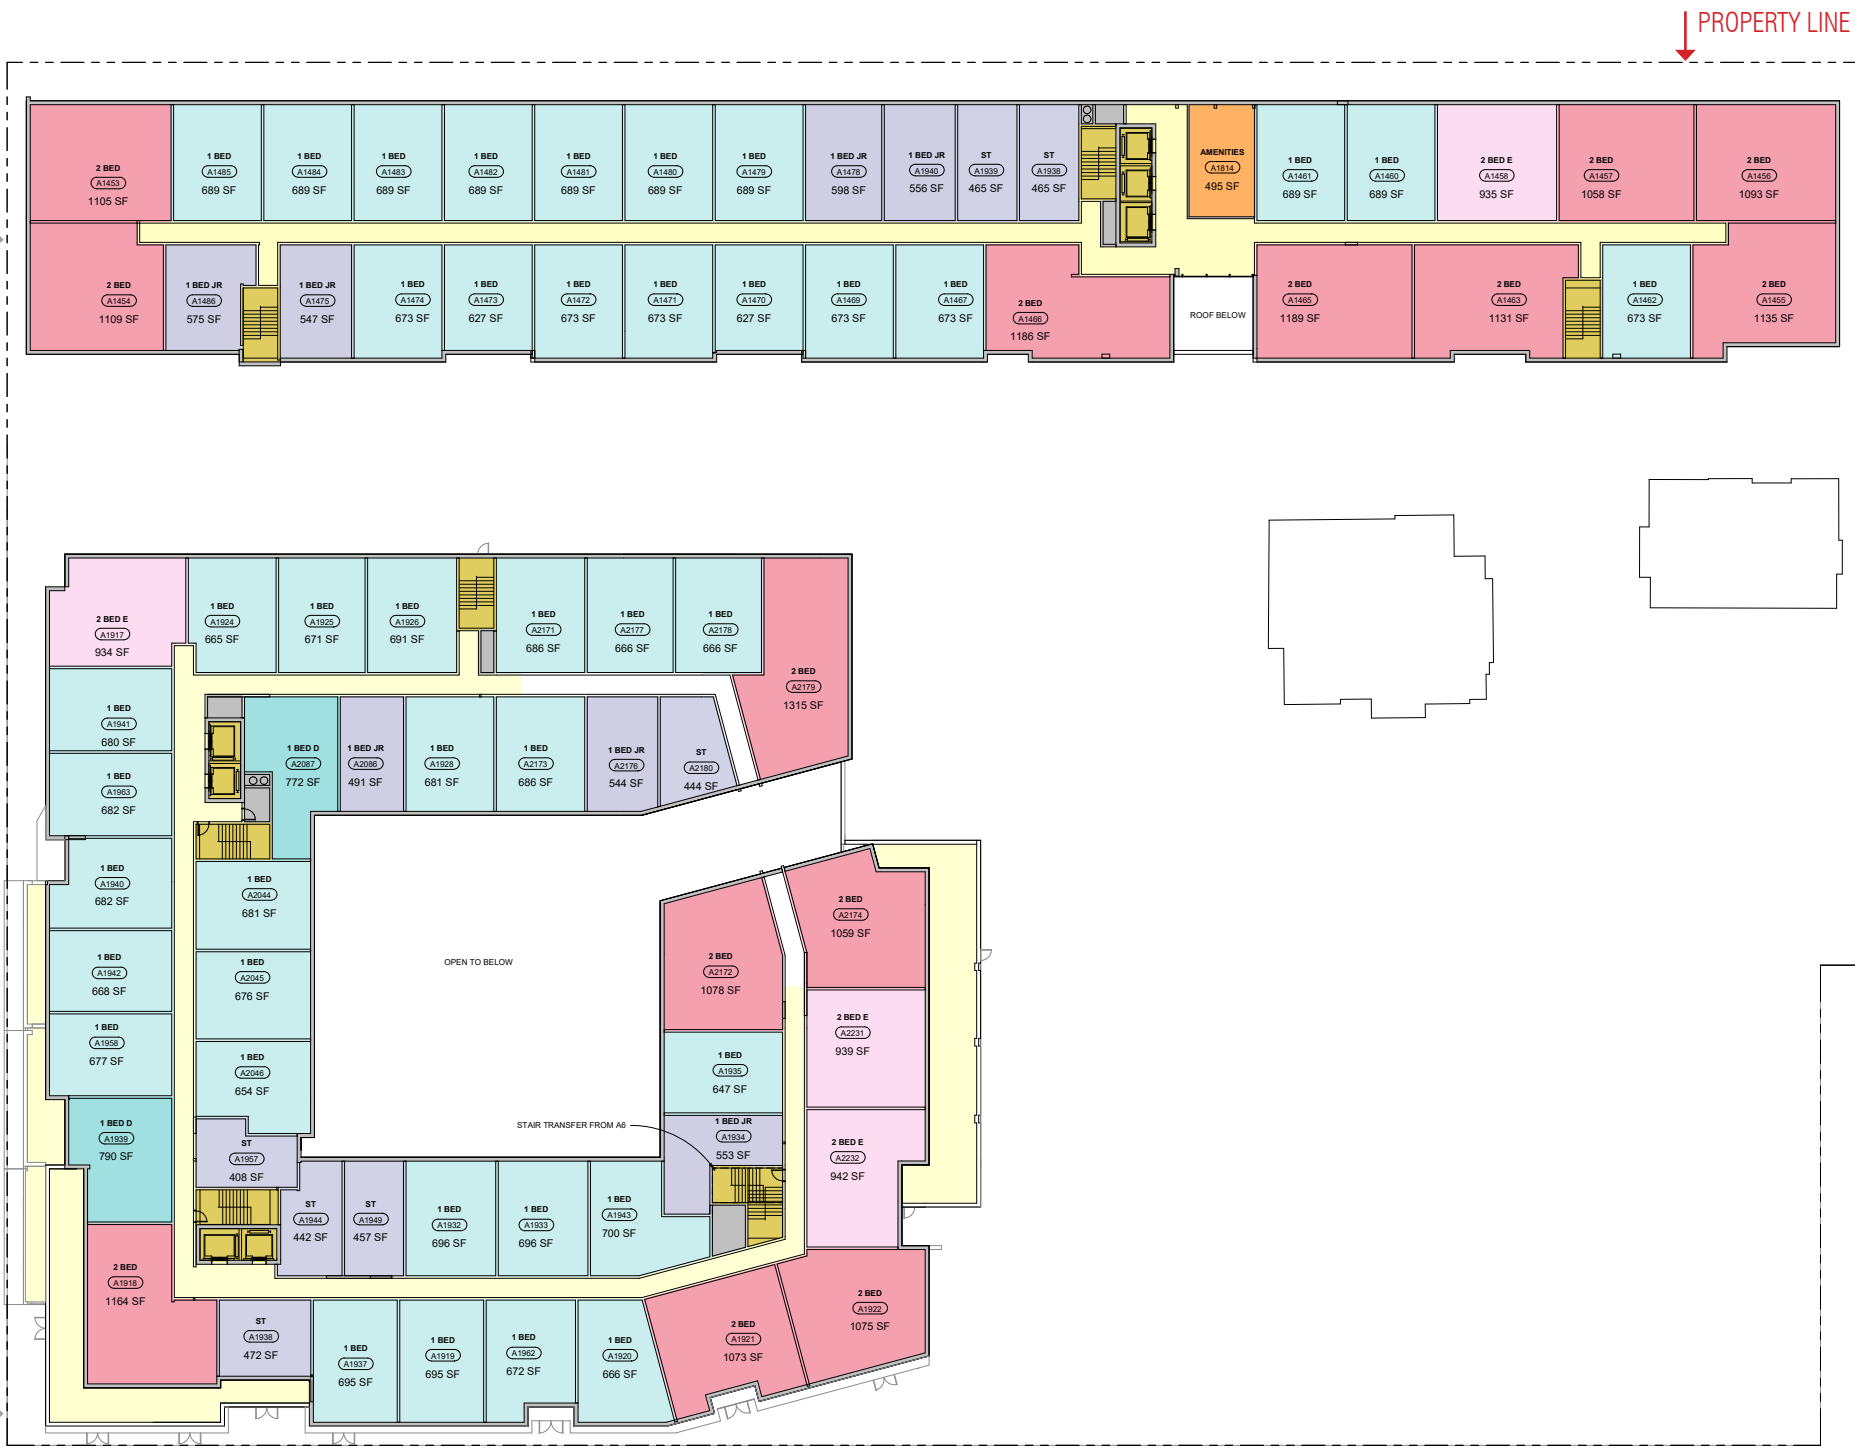 PROPERTY LINE
2 BED
A1453
1105 SF
1 BED
A1485
689 SF
1 BED
A1484
689 SF
1 BED
A1483
689 SF
1 BED
A1482
689 SF
1 BED
A1481
689 SF
1 BED
A1480
689 SF
1 BED
A1479
689 SF
1 BED JR
A1478
598 SF
1 BED JR
A1940
556 SF
ST
A1939
465 SF
ST
A1938
465 SF
AMENITIES
A1814
495 SF
1 BED
A1461
689 SF
1 BED
A1460
689 SF
2 BED E
A1458
935 SF
2 BED
A1457
1058 SF
2 BED
A1456
1093 SF
2 BED
A1454
1109 SF
1 BED JR
A1486
575 SF
1 BED JR
A1475
547 SF
1 BED
A1474
673 SF
1 BED
A1473
627 SF
1 BED
A1472
673 SF
1 BED
A1471
673 SF
1 BED
A1470
627 SF
1 BED
A1469
673 SF
1 BED
A1467
673 SF
2 BED
A1466
1186 SF
ROOF BELOW
2 BED
A1465
1189 SF
2 BED
A1463
1131 SF
1 BED
A1462
673 SF
2 BED
A1455
1135 SF
2 BED E
A1917
934 SF
1 BED
A1924
665 SF
1 BED
A1925
671 SF
1 BED
A1926
691 SF
1 BED
A2171
686 SF
1 BED
A2177
666 SF
1 BED
A2178
666 SF
2 BED
A2179
1315 SF
1 BED
A1941
680 SF
1 BED D
A2087
772 SF
1 BED JR
A2086
491 SF
1 BED
A1928
681 SF
1 BED
A2173
686 SF
1 BED JR
A2176
544 SF
ST
A2180
444 SF
1 BED
A1963
682 SF
1 BED
A1940
682 SF
1 BED
A2044
681 SF
2 BED
A2174
1059 SF
1 BED
A1942
668 SF
1 BED
A2045
676 SF
OPEN TO BELOW
2 BED
A2172
1078 SF
1 BED
A1958
677 SF
1 BED
A2046
654 SF
1 BED
A1935
647 SF
2 BED E
A2231
939 SF
1 BED D
A1939
790 SF
ST
A1957
408 SF
STAIR TRANSFER FROM A6
1 BED JR
A1934
553 SF
2 BED E
A2232
942 SF
ST
A1944
442 SF
ST
A1949
457 SF
1 BED
A1932
696 SF
1 BED
A1933
696 SF
1 BED
A1943
700 SF
2 BED
A1918
1164 SF
ST
A1938
472 SF
1 BED
A1937
695 SF
1 BED
A1919
695 SF
1 BED
A1962
672 SF
1 BED
A1920
666 SF
2 BED
A1921
1073 SF
2 BED
A1922
1075 SF